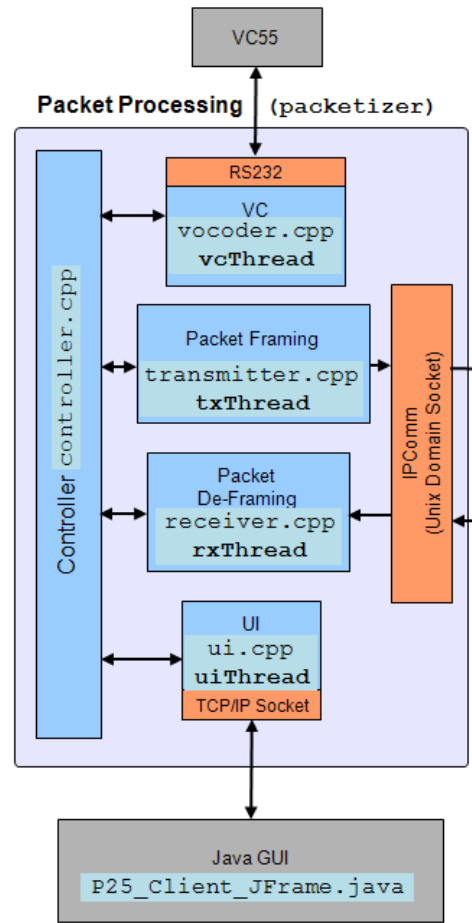 VC55
Packet Processing (packetizer)
RS232
VC
vocoder.cpp
vcThread
Controller controller.cpp
Packet Framing
transmitter.cpp
txThread
IPComm
(Unix Domain Socket)
Packet
De-Framing
receiver.cpp
rxThread
UI
ui.cpp
uiThread
TCP/IP Socket
Java GUI
P25_Client_JFrame.java